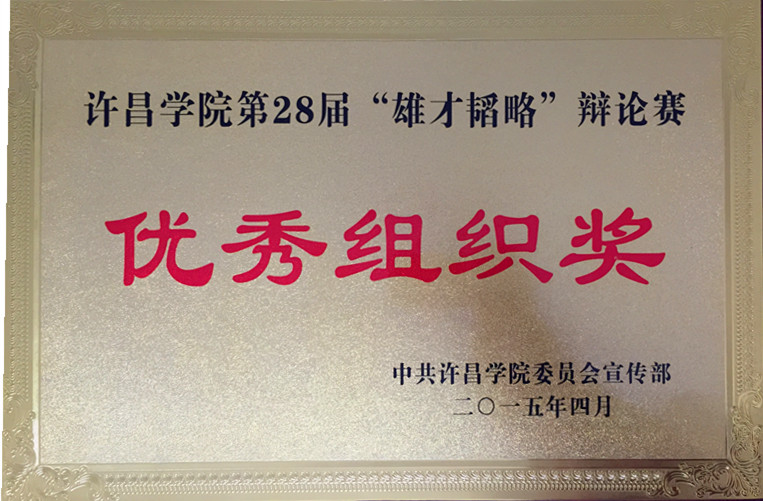 许昌学院第28届“雄才韬略”辩论赛
优秀组织奖
中共许昌学院委员会宣传部
二〇一五年四月